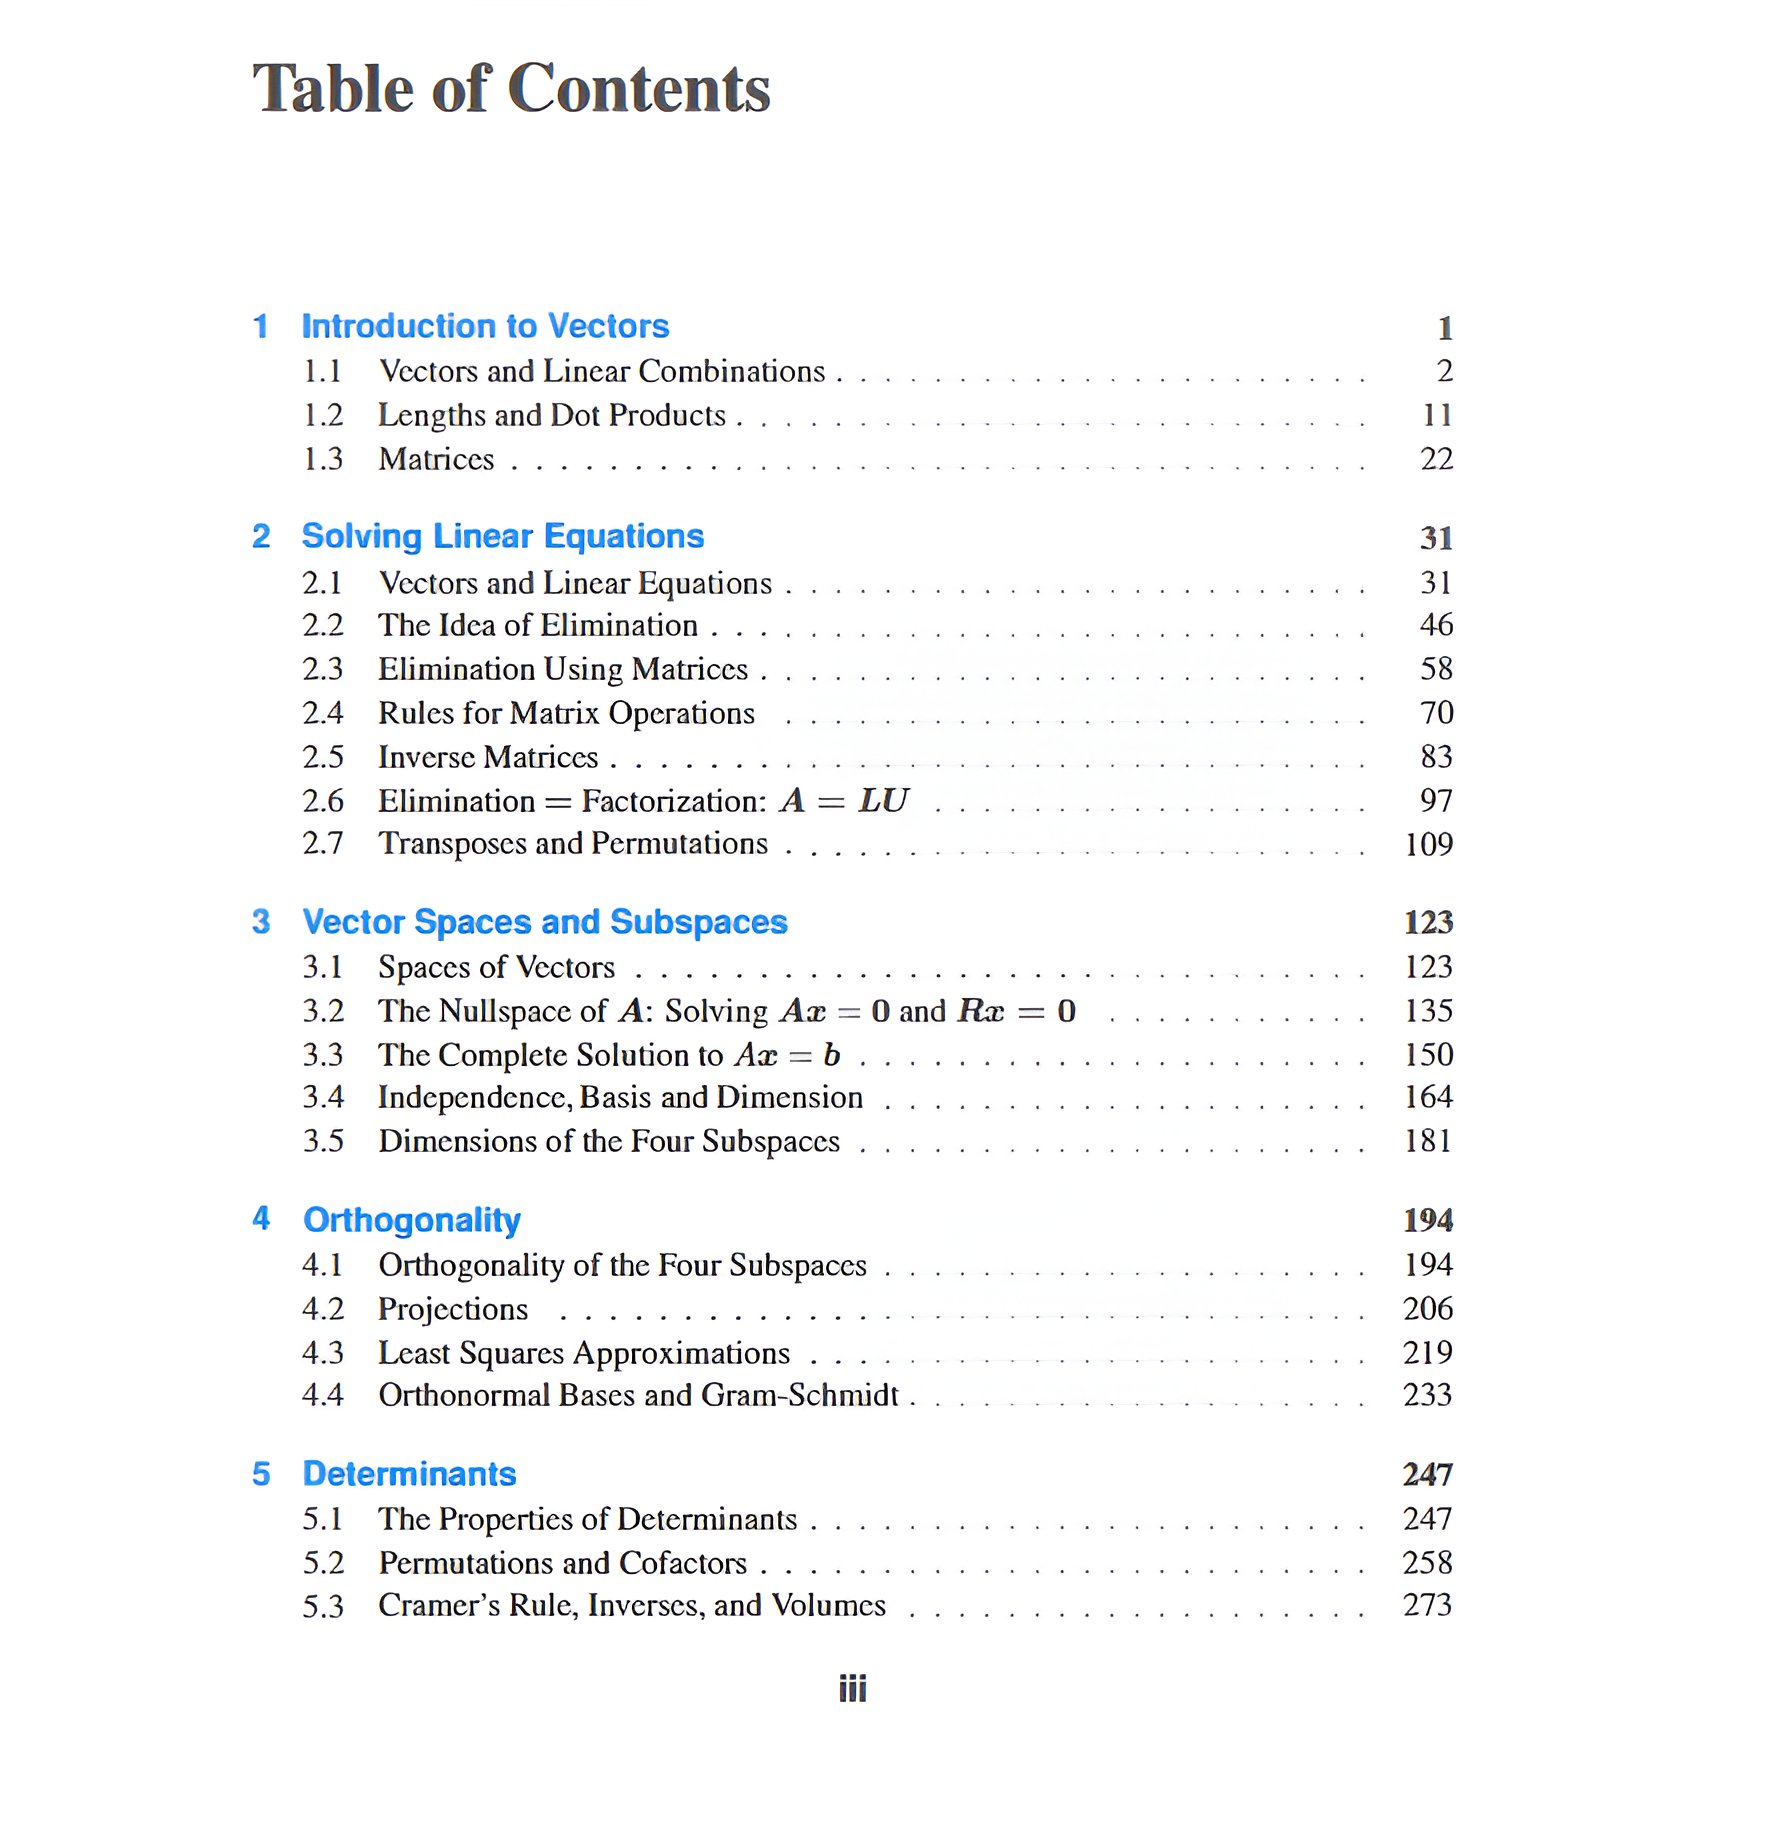 Table of Contents
1 Introduction to Vectors 1
1.1 Vectors and Linear Combinations . . . . . . . . . . . . . . . . . . . . . . 2
1.2 Lengths and Dot Products . . . . . . . . . . . . . . . . . . . . . . . . . . 11
1.3 Matrices . . . . . . . . . . . . . . . . . . . . . . . . . . . . . . . . . . . 22
2 Solving Linear Equations 31
2.1 Vectors and Linear Equations . . . . . . . . . . . . . . . . . . . . . . . . 31
2.2 The Idea of Elimination . . . . . . . . . . . . . . . . . . . . . . . . . . . 46
2.3 Elimination Using Matrices . . . . . . . . . . . . . . . . . . . . . . . . . 58
2.4 Rules for Matrix Operations . . . . . . . . . . . . . . . . . . . . . . . . 70
2.5 Inverse Matrices . . . . . . . . . . . . . . . . . . . . . . . . . . . . . . . 83
2.6 Elimination = Factorization: A = LU . . . . . . . . . . . . . . . . . . 97
2.7 Transposes and Permutations . . . . . . . . . . . . . . . . . . . . . . . . 109
3 Vector Spaces and Subspaces 123
3.1 Spaces of Vectors . . . . . . . . . . . . . . . . . . . . . . . . . . . . . . 123
3.2 The Nullspace of A: Solving Ax = 0 and Rx = 0 . . . . . . . . . . . 135
3.3 The Complete Solution to Ax = b . . . . . . . . . . . . . . . . . . . . . 150
3.4 Independence, Basis and Dimension . . . . . . . . . . . . . . . . . . . . 164
3.5 Dimensions of the Four Subspaces . . . . . . . . . . . . . . . . . . . . . 181
4 Orthogonality 194
4.1 Orthogonality of the Four Subspaces . . . . . . . . . . . . . . . . . . . . 194
4.2 Projections . . . . . . . . . . . . . . . . . . . . . . . . . . . . . . . . . 206
4.3 Least Squares Approximations . . . . . . . . . . . . . . . . . . . . . . . 219
4.4 Orthonormal Bases and Gram-Schmidt . . . . . . . . . . . . . . . . . . . 233
5 Determinants 247
5.1 The Properties of Determinants . . . . . . . . . . . . . . . . . . . . . . . 247
5.2 Permutations and Cofactors . . . . . . . . . . . . . . . . . . . . . . . . . 258
5.3 Cramer's Rule, Inverses, and Volumes . . . . . . . . . . . . . . . . . . . 273
iii